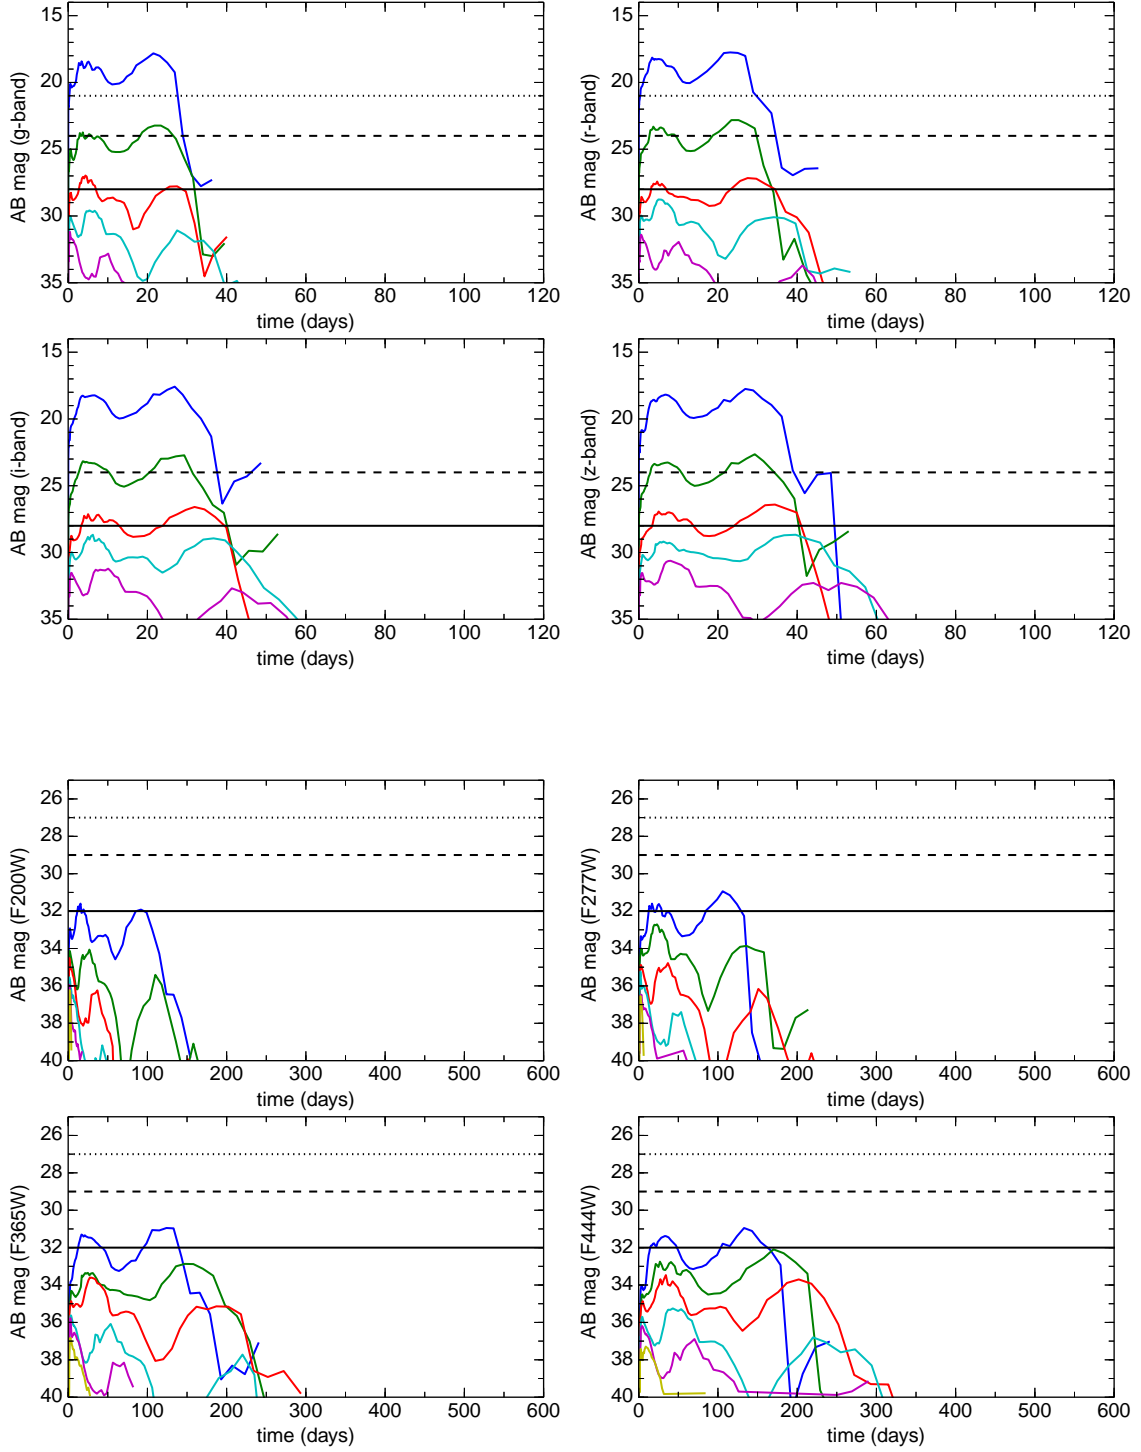 AB mag (g-band)
15
20
25
30
35
0 20 40 60 80 100 120
time (days)
AB mag (r-band)
15
20
25
30
35
0 20 40 60 80 100 120
time (days)
AB mag (i-band)
15
20
25
30
35
0 20 40 60 80 100 120
time (days)
AB mag (z-band)
15
20
25
30
35
0 20 40 60 80 100 120
time (days)
AB mag (F200W)
26
28
30
32
34
36
38
40
0 100 200 300 400 500 600
time (days)
AB mag (F277W)
26
28
30
32
34
36
38
40
0 100 200 300 400 500 600
time (days)
AB mag (F365W)
26
28
30
32
34
36
38
40
0 100 200 300 400 500 600
time (days)
AB mag (F444W)
26
28
30
32
34
36
38
40
0 100 200 300 400 500 600
time (days)